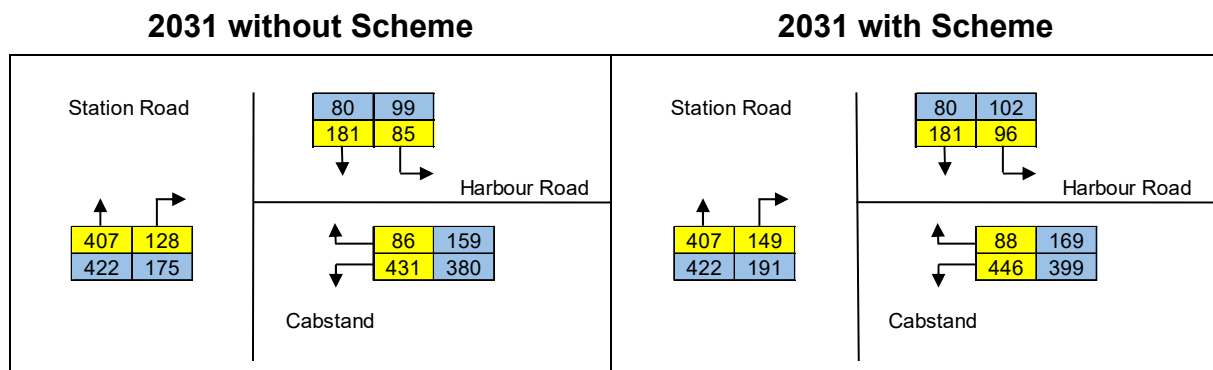 2031 without Scheme
2031 with Scheme
Station Road
80 99
181 85
Harbour Road
407 128
422 175
86 159
431 380
Cabstand
Station Road
80 102
181 96
Harbour Road
407 149
422 191
88 169
446 399
Cabstand